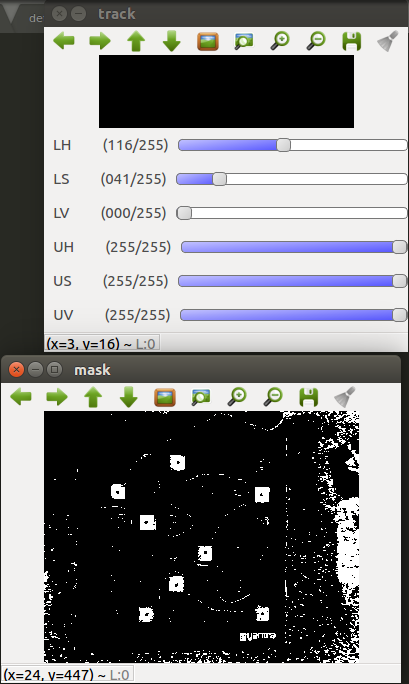 de
track
LH (116/255)
LS (041/255)
LV (000/255)
UH (255/255)
US (255/255)
UV (255/255)
(x=3, y=16) ~ L:0
mask
(x=24, y=447) ~ L:0